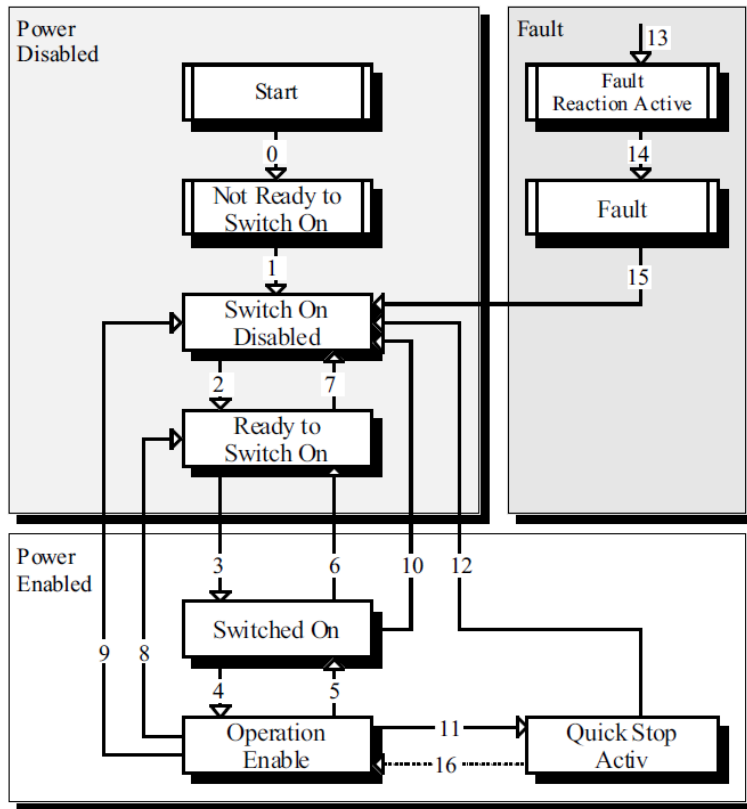 Power
Disabled
Start
0
Not Ready to
Switch On
1
Switch On
Disabled
2
7
Ready to
Switch On
Fault
13
Fault
Reaction Active
14
Fault
15
Power
Enabled
3
6
10
12
Switched On
9
8
4
5
Operation
Enable
11
16
Quick Stop
Activ